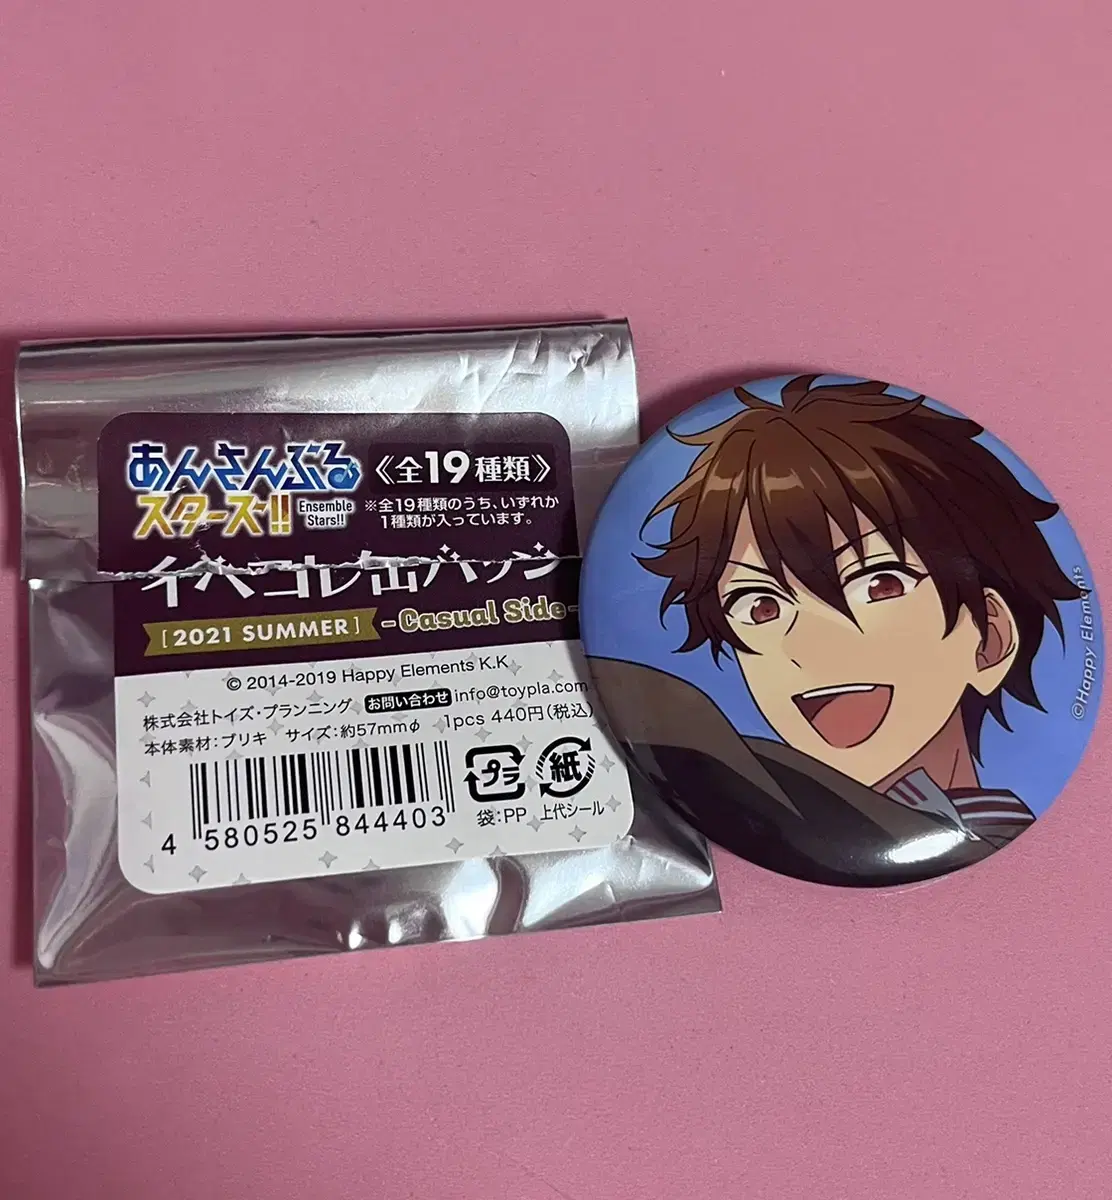 あんさんぶる
スターズ!!
Ensemble
Stars!!
《全19種類》
※全19種類のうち、いずれか
1種類が入っています。
イベコレ缶バッジ
[2021 SUMMER] -Casual Side-
© 2014-2019 Happy Elements K.K
株式会社トイズ・プランニング お問い合わせ info@toypla.com
本体素材:ブリキ サイズ:約57mmφ 1pcs 440円(税込)
4 580525 844403
プラ
紙
袋:PP 上代シール
©Happy Elements